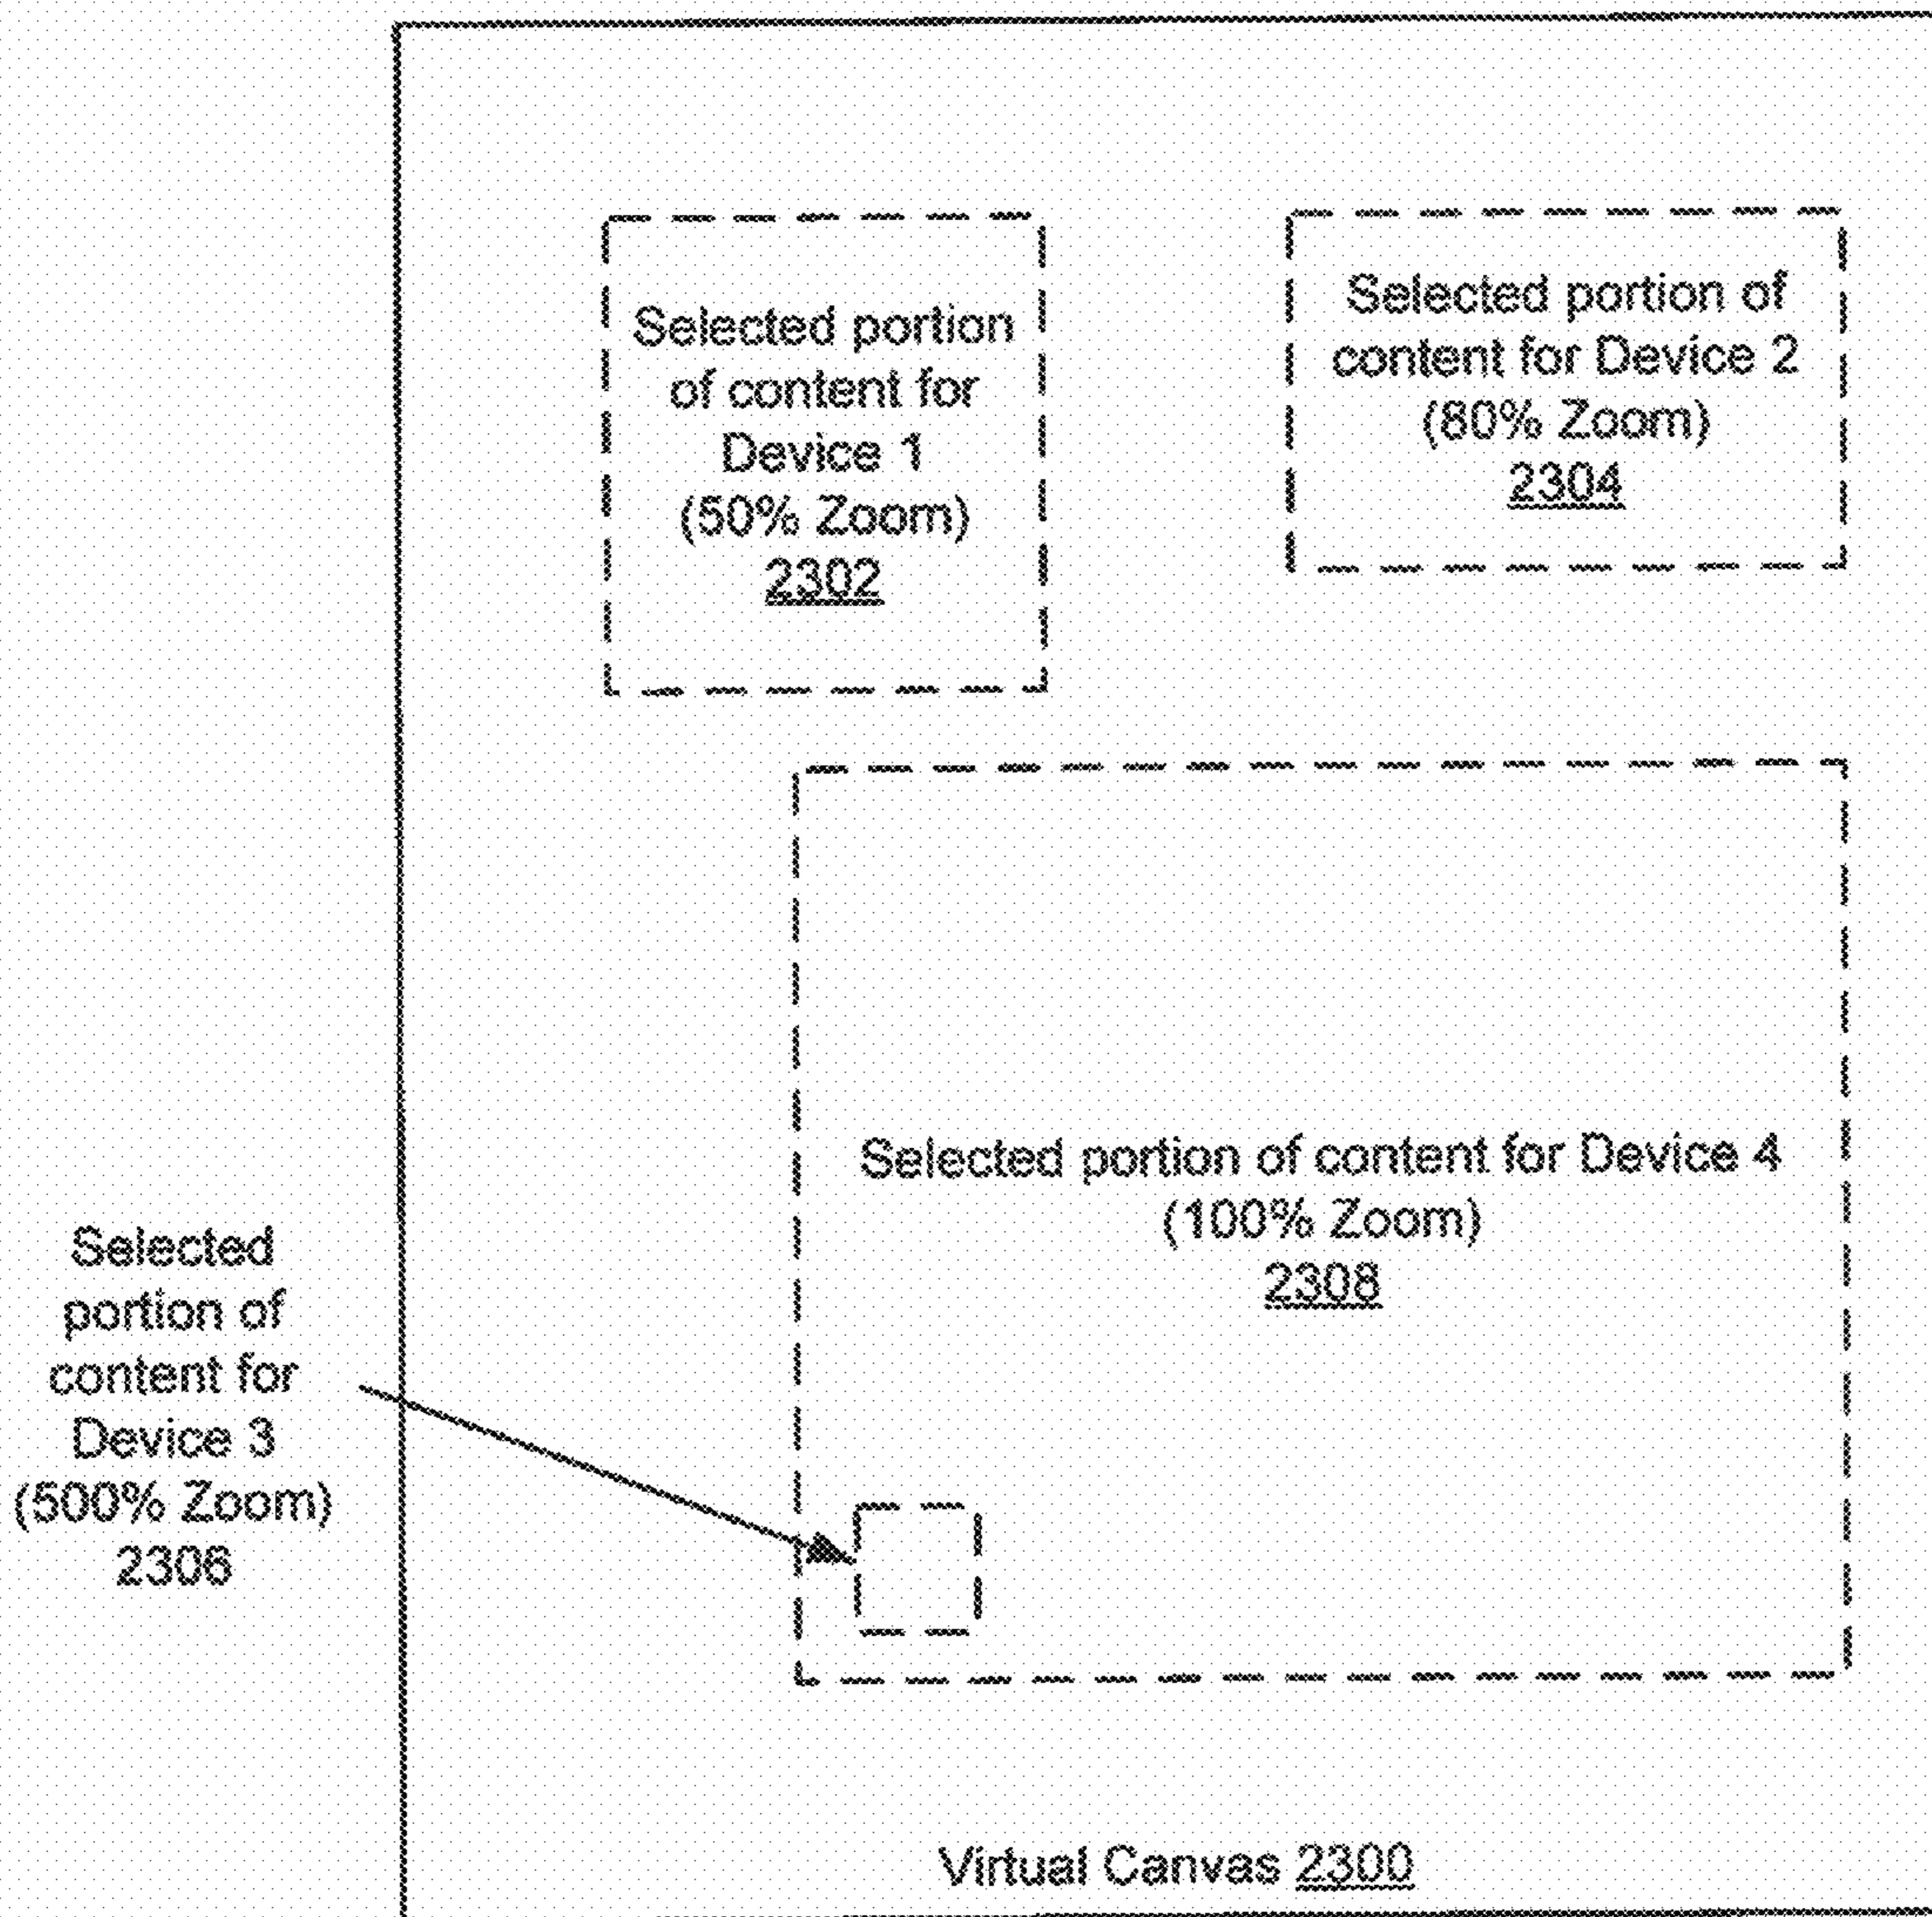 Selected portion
of content for
Device 1
(50% Zoom)
2302
Selected portion of
content for Device 2
(80% Zoom)
2304
Selected portion of content for Device 4
(100% Zoom)
2308
Selected
portion of
content for
Device 3
(500% Zoom)
2306
Virtual Canvas 2300